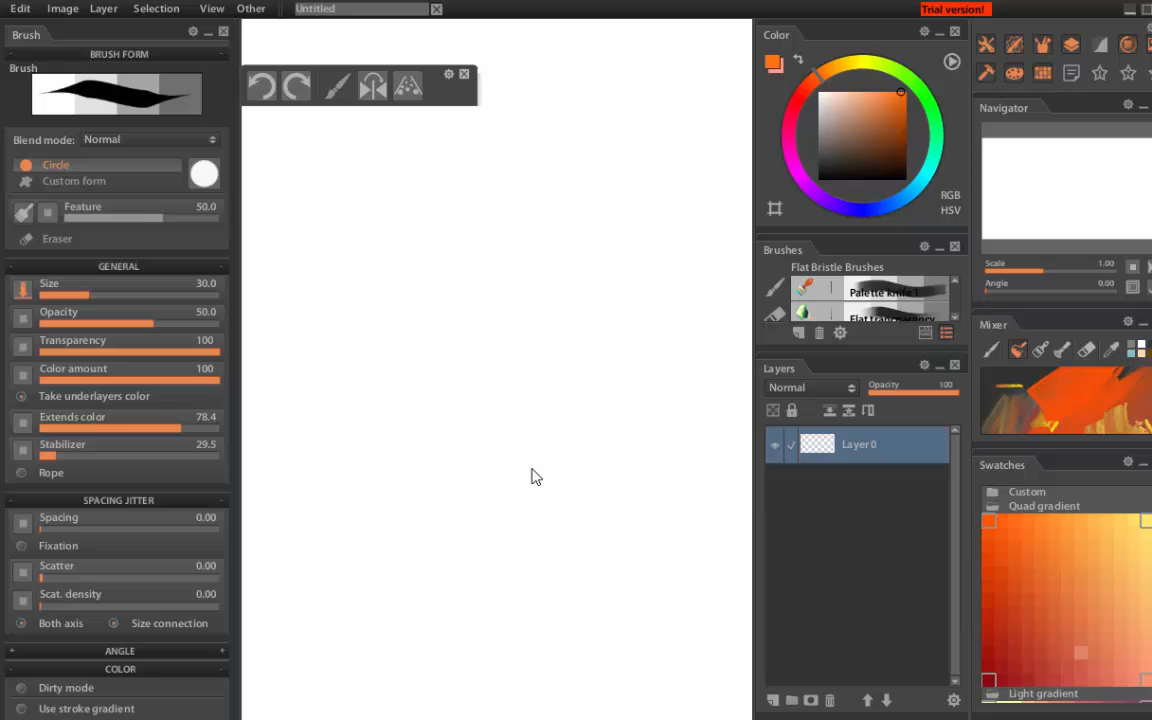 Edit Image Layer Selection View Other Untitled Trial version!
Brush
BRUSH FORM
Brush
Blend mode: Normal
Circle
Custom form
Feature 50.0
Eraser
GENERAL
Size 30.0
Opacity 50.0
Transparency 100
Color amount 100
Take underlayers color
Extends color 78.4
Stabilizer 29.5
Rope
SPACING JITTER
Spacing 0.00
Fixation
Scatter 0.00
Scat. density 0.00
Both axis Size connection
ANGLE
COLOR
Dirty mode
Use stroke gradient
Color
RGB
HSV
Brushes
Flat Bristle Brushes
Palette knife 1
Flat transparency
Layers
Normal Opacity 100
Layer 0
Navigator
Scale 1.00
Angle 0.00
Mixer
Swatches
Custom
Quad gradient
Light gradient